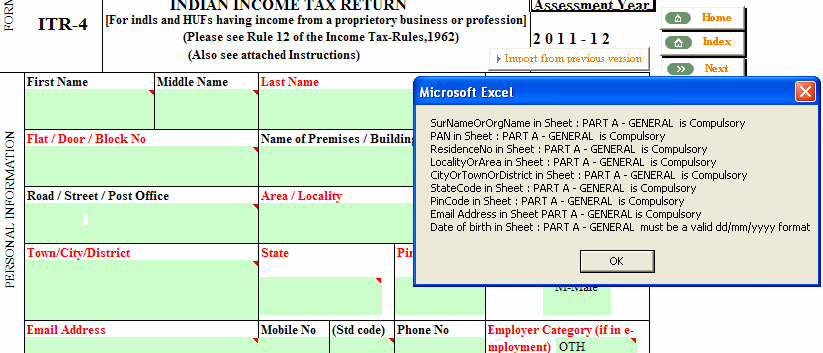 FORM
ITR-4
INDIAN INCOME TAX RETURN
[For indls and HUFs having income from a proprietory business or profession]
(Please see Rule 12 of the Income Tax-Rules,1962)
(Also see attached Instructions)
Assessment Year
2 0 1 1 - 1 2
Import from previous version
Home
Index
Next
PERSONAL INFORMATION
First Name
Middle Name
Last Name
Flat / Door / Block No
Name of Premises / Building
Road / Street / Post Office
Area / Locality
Town/City/District
State
Pin
M-Male
Email Address
Mobile No
(Std code)
Phone No
Employer Category (if in e-
mployment)
OTH
Microsoft Excel
SurNameOrOrgName in Sheet : PART A - GENERAL is Compulsory
PAN in Sheet : PART A - GENERAL is Compulsory
ResidenceNo in Sheet : PART A - GENERAL is Compulsory
LocalityOrArea in Sheet : PART A - GENERAL is Compulsory
CityOrTownOrDistrict in Sheet : PART A - GENERAL is Compulsory
StateCode in Sheet : PART A - GENERAL is Compulsory
PinCode in Sheet : PART A - GENERAL is Compulsory
Email Address in Sheet PART A - GENERAL is Compulsory
Date of birth in Sheet : PART A - GENERAL must be a valid dd/mm/yyyy format
OK